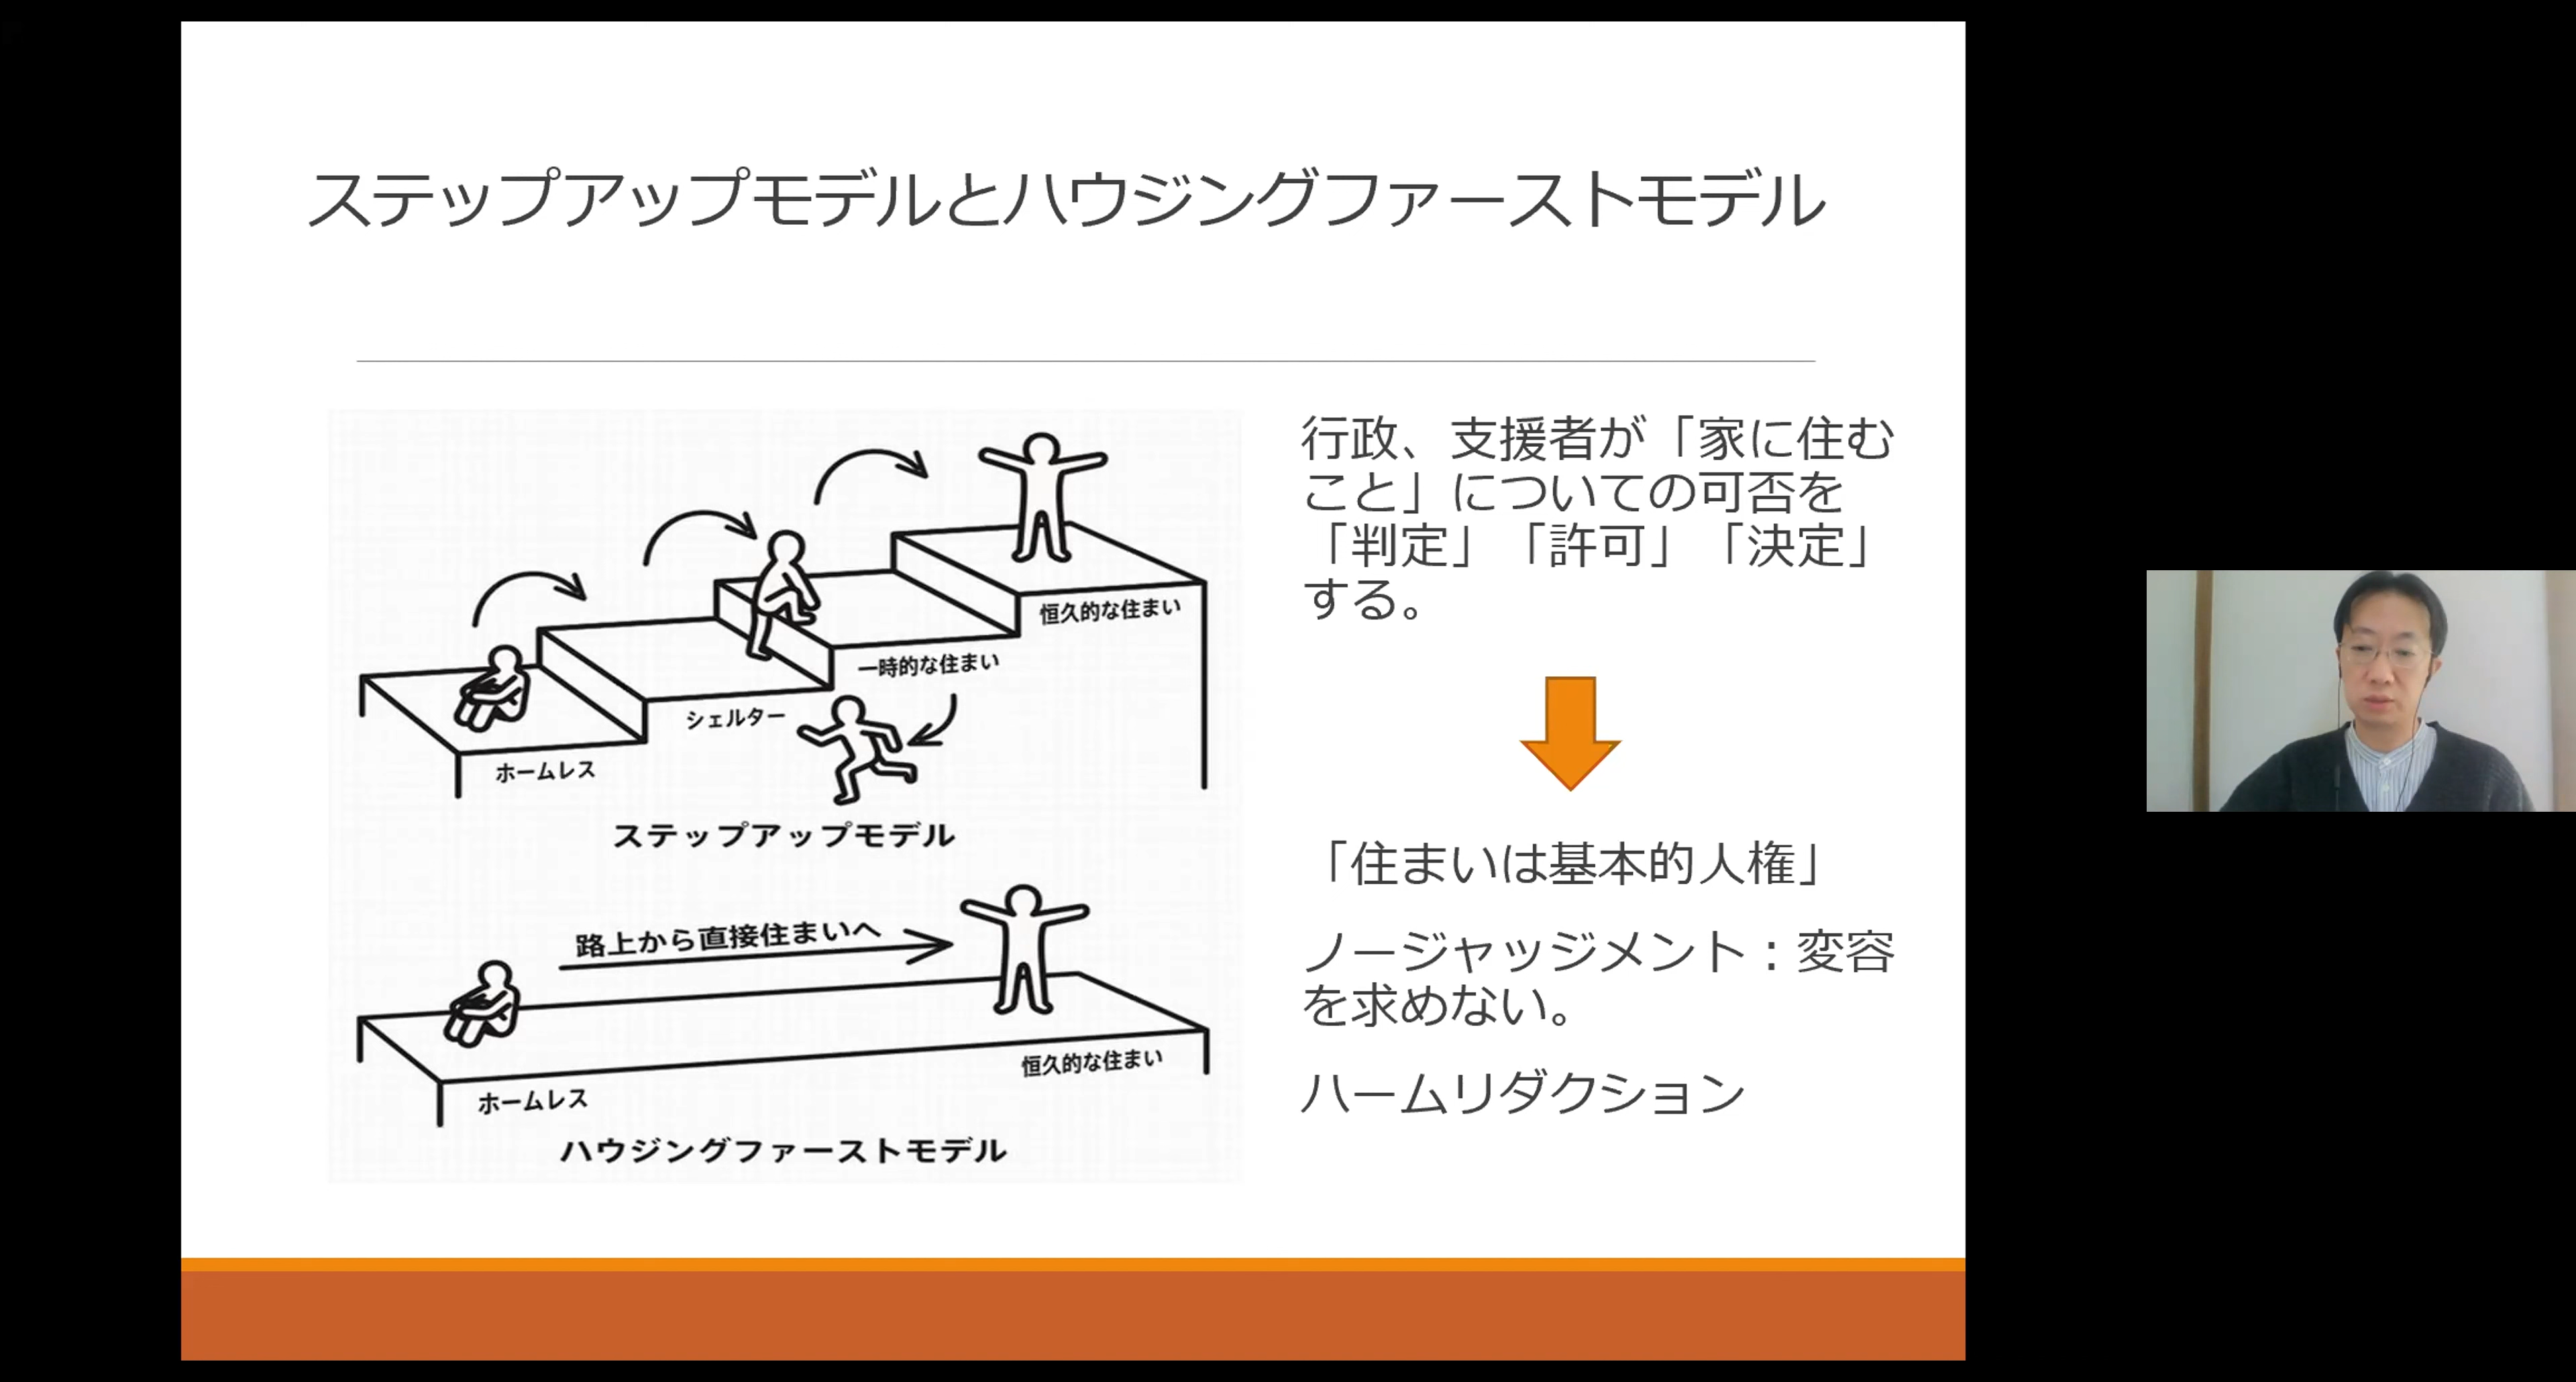 ステップアップモデルとハウジングファーストモデル
恒久的な住まい
一時的な住まい
シェルター
ホームレス
ステップアップモデル
路上から直接住まいへ
恒久的な住まい
ホームレス
ハウジングファーストモデル
行政、支援者が「家に住む
こと」についての可否を
「判定」「許可」「決定」
する。
「住まいは基本的人権」
ノージャッジメント：変容
を求めない。
ハームリダクション